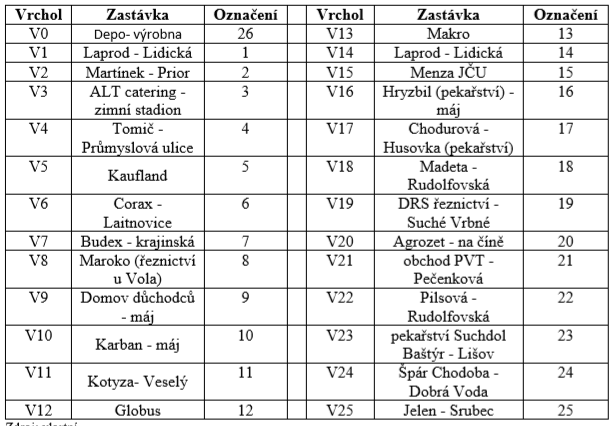 Vrchol Zastávka Označení Vrchol Zastávka Označení
V0 Depo- výrobna 26 V13 Makro 13
V1 Laprod - Lidická 1 V14 Laprod - Lidická 14
V2 Martínek - Prior 2 V15 Menza JČU 15
V3 ALT catering - 3 V16 Hryzbil (pekařství) - 16
zimní stadion máj
V4 Tomič - 4 V17 Chodurová - 17
Průmyslová ulice Husovka (pekařství)
V5 Kaufland 5 V18 Madeta - 18
Rudolfovská
V6 Corax - 6 V19 DRS řeznictví - 19
Laitnovice Suché Vrbné
V7 Budex - krajinská 7 V20 Agrozet - na číně 20
V8 Maroko (řeznictví 8 V21 obchod PVT - 21
u Vola) Pečenková
V9 Domov důchodců 9 V22 Pilsová - 22
- máj Rudolfovská
V10 Karban - máj 10 V23 pekařství Suchdol 23
Baštýr - Lišov
V11 Kotyza- Veselý 11 V24 Špár Chodoba - 24
Dobrá Voda
V12 Globus 12 V25 Jelen - Srubec 25